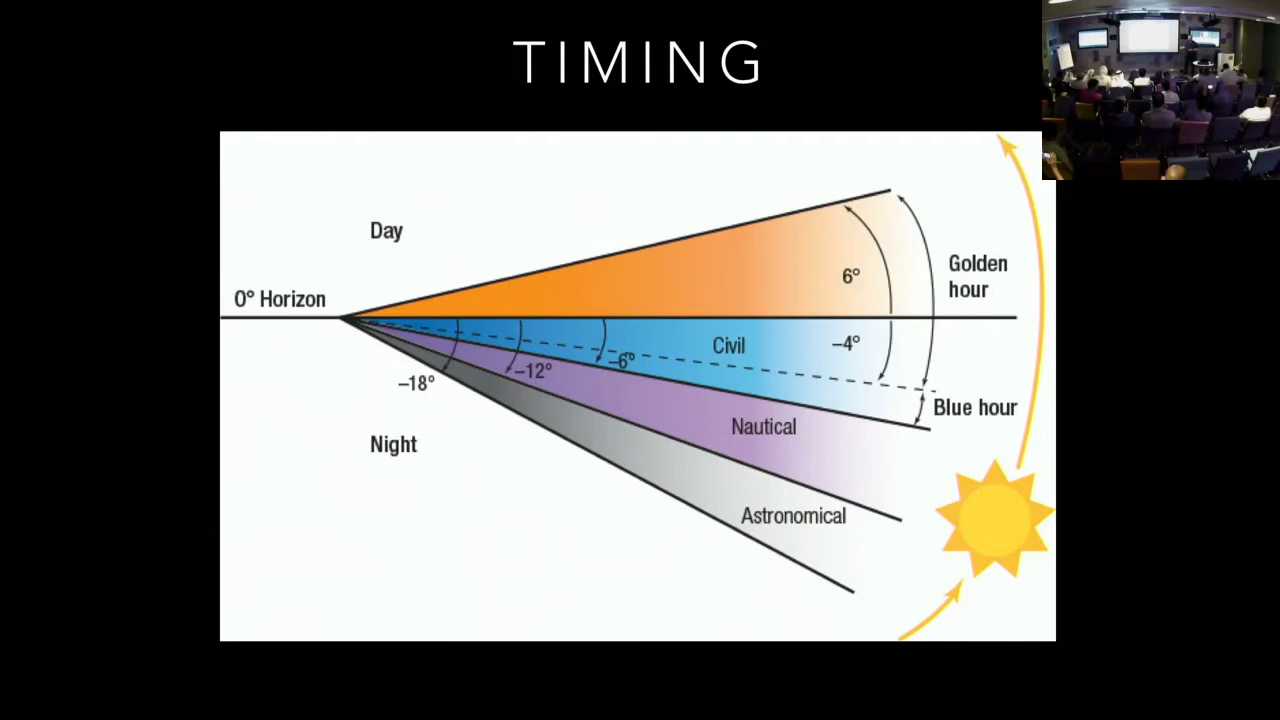 TIMING
Day
0° Horizon
6°
Golden
hour
Civil
–4°
–6°
–12°
–18°
Blue hour
Nautical
Night
Astronomical